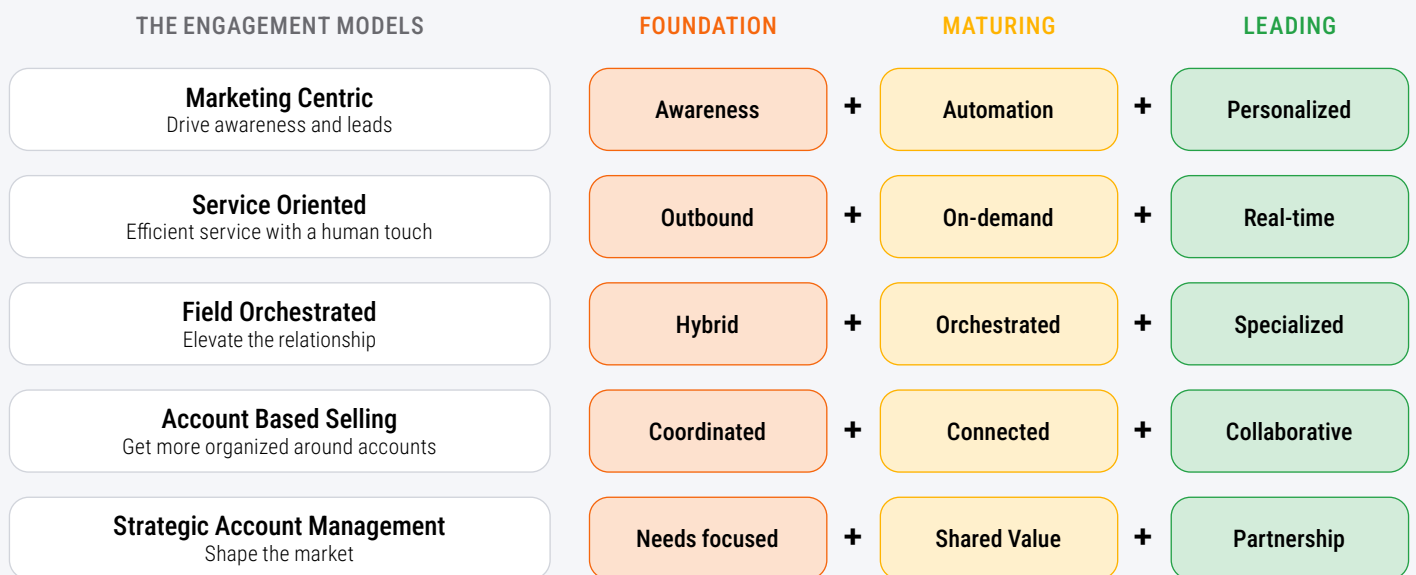 THE ENGAGEMENT MODELS FOUNDATION MATURING LEADING
Marketing Centric
Drive awareness and leads
Awareness + Automation + Personalized
Service Oriented
Efficient service with a human touch
Outbound + On-demand + Real-time
Field Orchestrated
Elevate the relationship
Hybrid + Orchestrated + Specialized
Account Based Selling
Get more organized around accounts
Coordinated + Connected + Collaborative
Strategic Account Management
Shape the market
Needs focused + Shared Value + Partnership